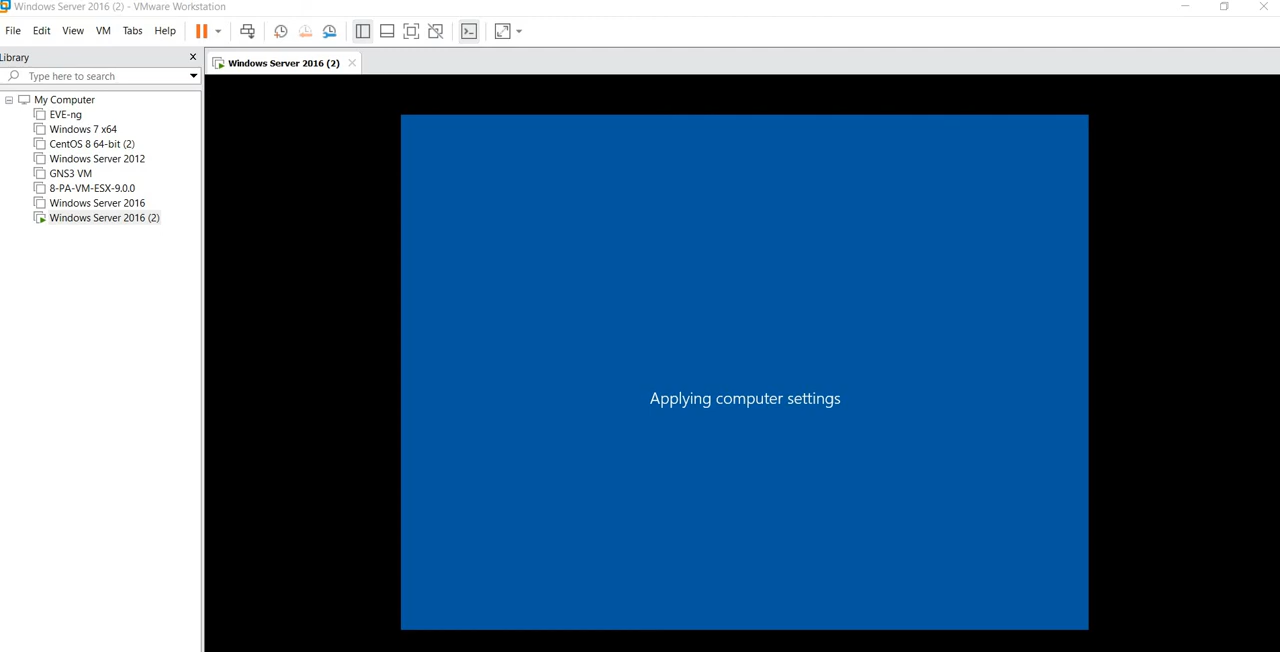 Windows Server 2016 (2) - VMware Workstation
File Edit View VM Tabs Help
Library
Type here to search
Windows Server 2016 (2)
My Computer
EVE-ng
Windows 7 x64
CentOS 8 64-bit (2)
Windows Server 2012
GNS3 VM
8-PA-VM-ESX-9.0.0
Windows Server 2016
Windows Server 2016 (2)
Applying computer settings